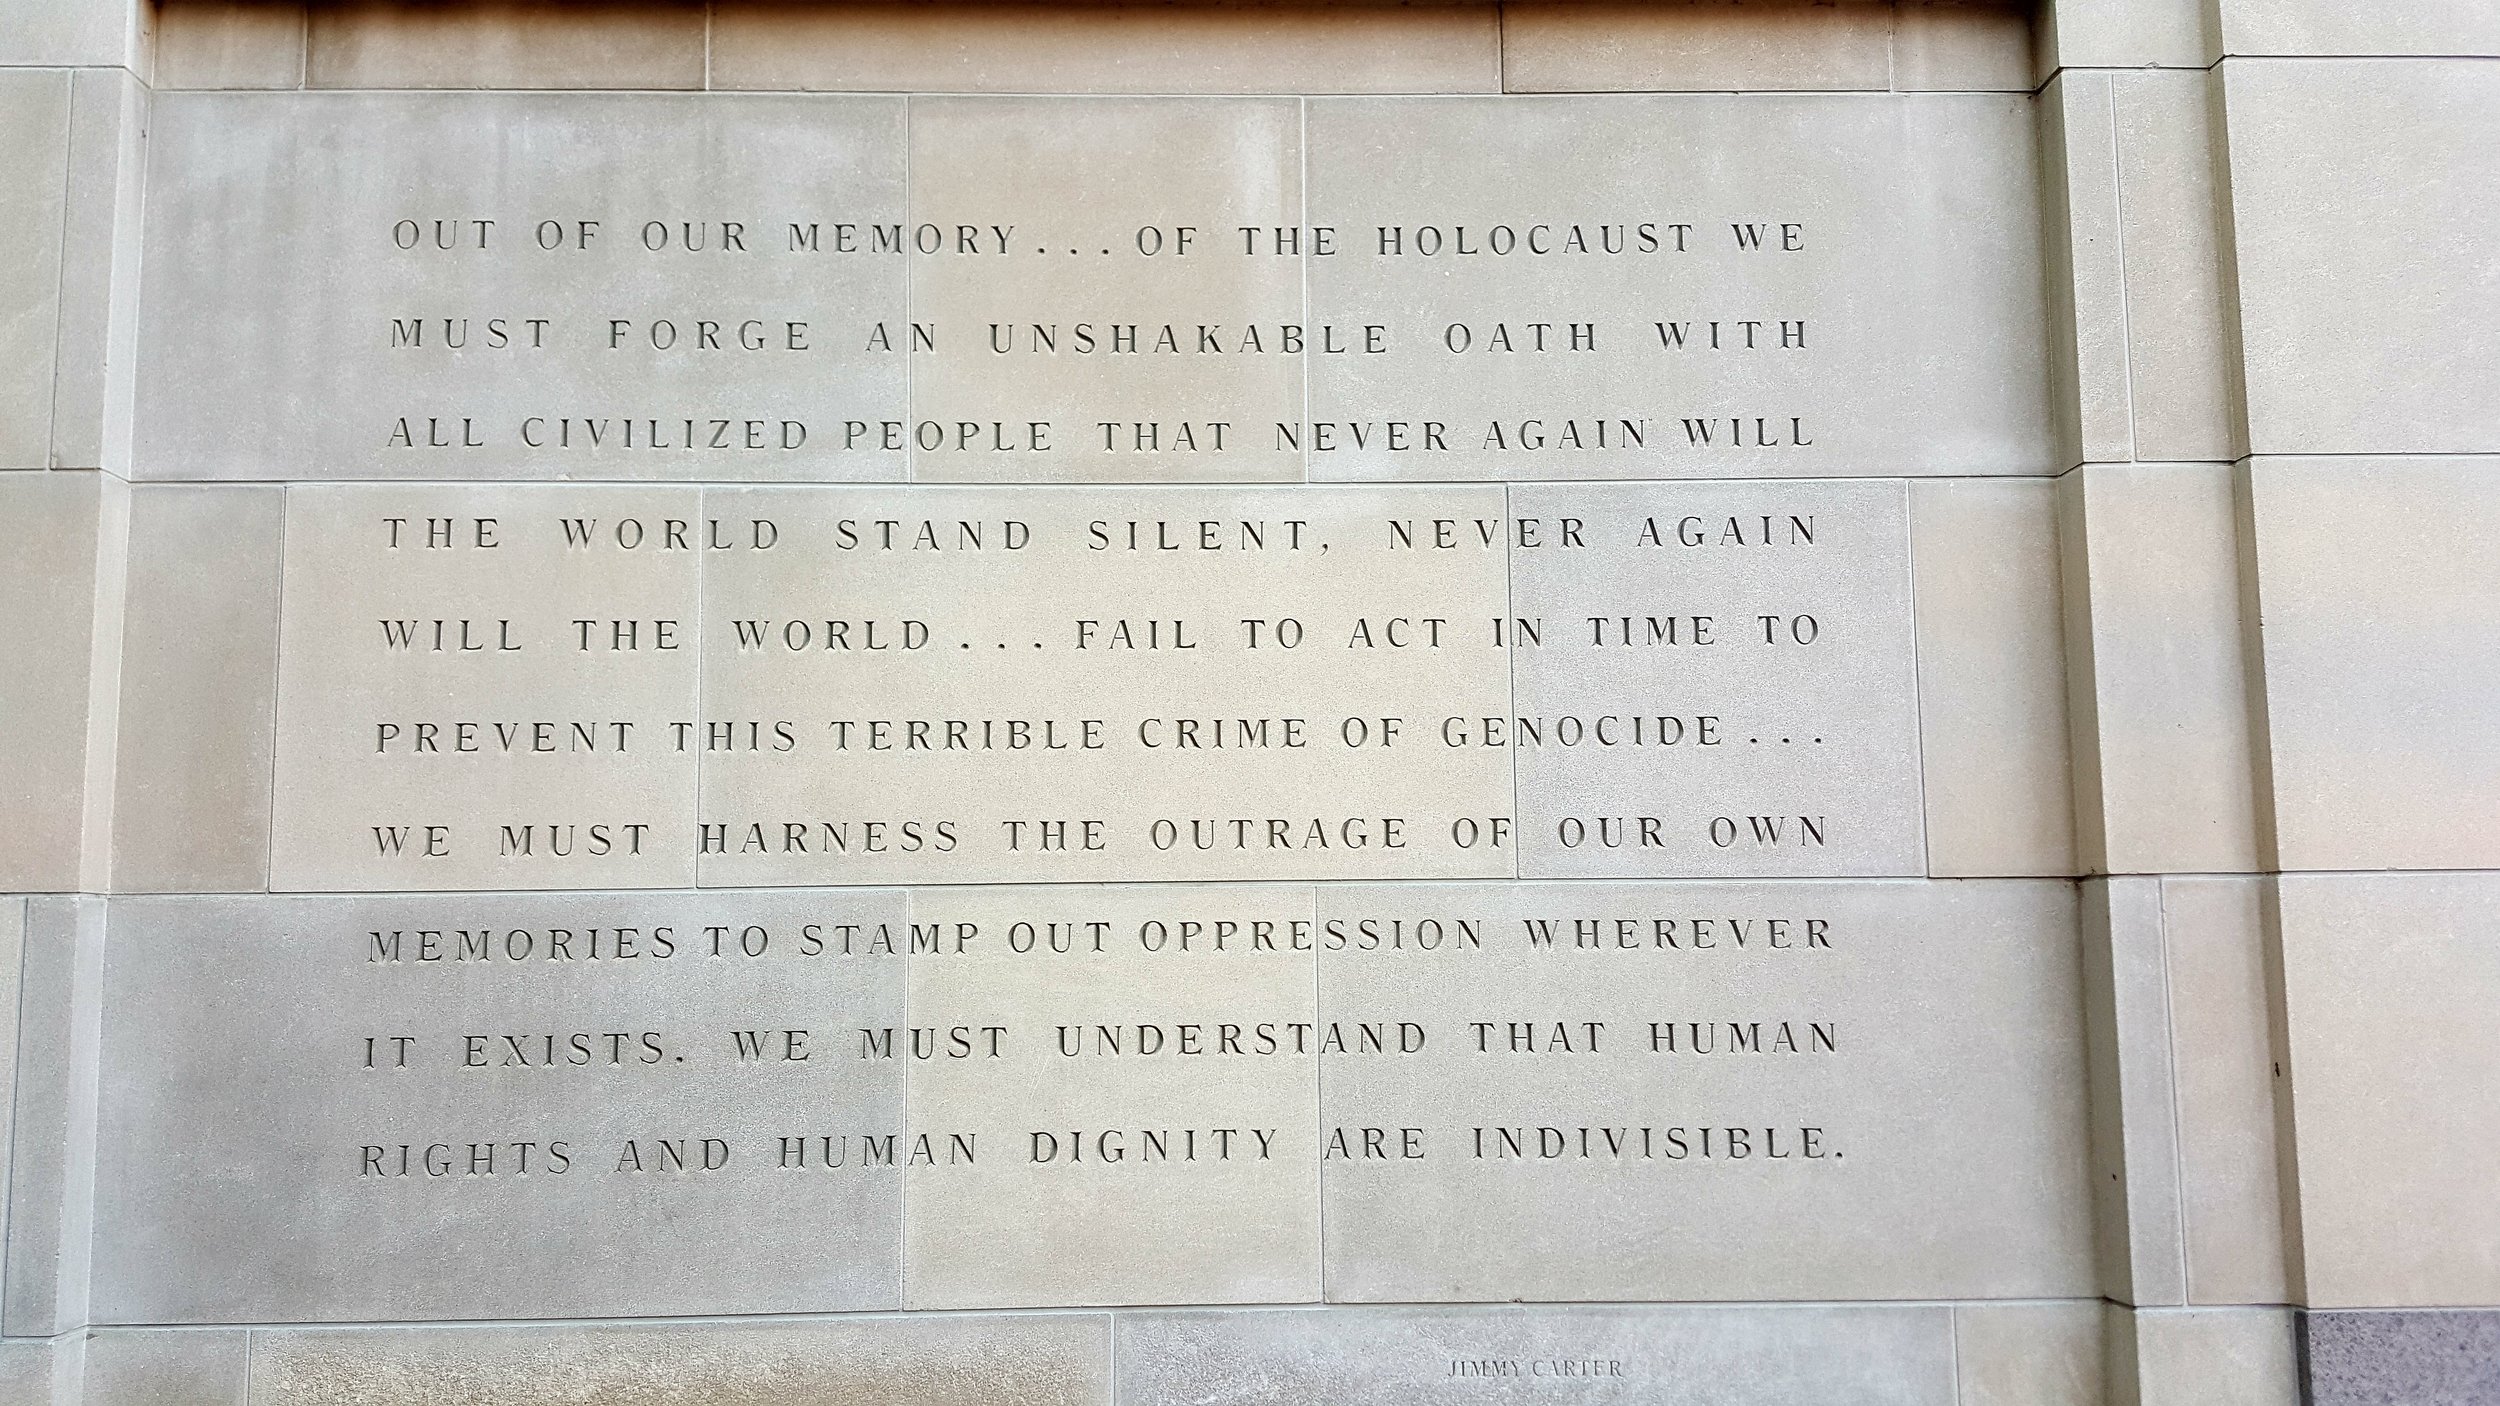 OUT OF OUR MEMORY...OF THE HOLOCAUST WE
MUST FORGE AN UNSHAKABLE OATH WITH
ALL CIVILIZED PEOPLE THAT NEVER AGAIN WILL
THE WORLD STAND SILENT, NEVER AGAIN
WILL THE WORLD...FAIL TO ACT IN TIME TO
PREVENT THIS TERRIBLE CRIME OF GENOCIDE...
WE MUST HARNESS THE OUTRAGE OF OUR OWN
MEMORIES TO STAMP OUT OPPRESSION WHEREVER
IT EXISTS. WE MUST UNDERSTAND THAT HUMAN
RIGHTS AND HUMAN DIGNITY ARE INDIVISIBLE.
JIMMY CARTER